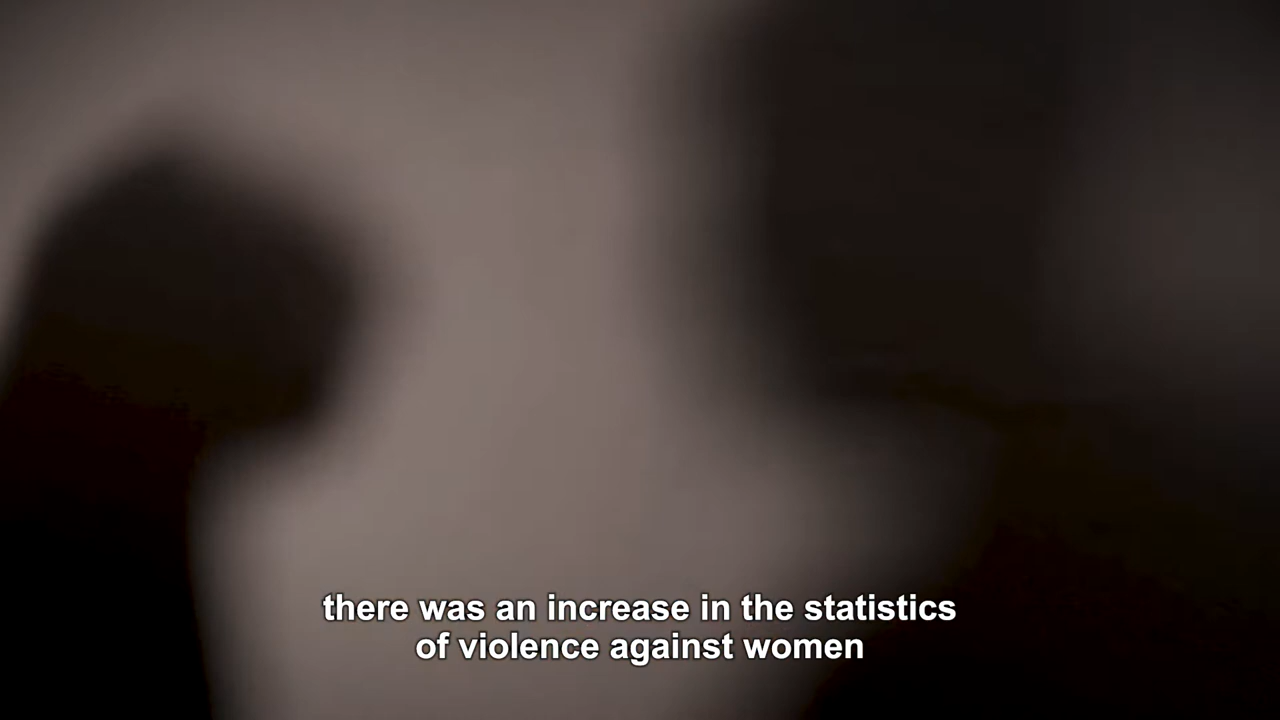 there was an increase in the statistics
of violence against women